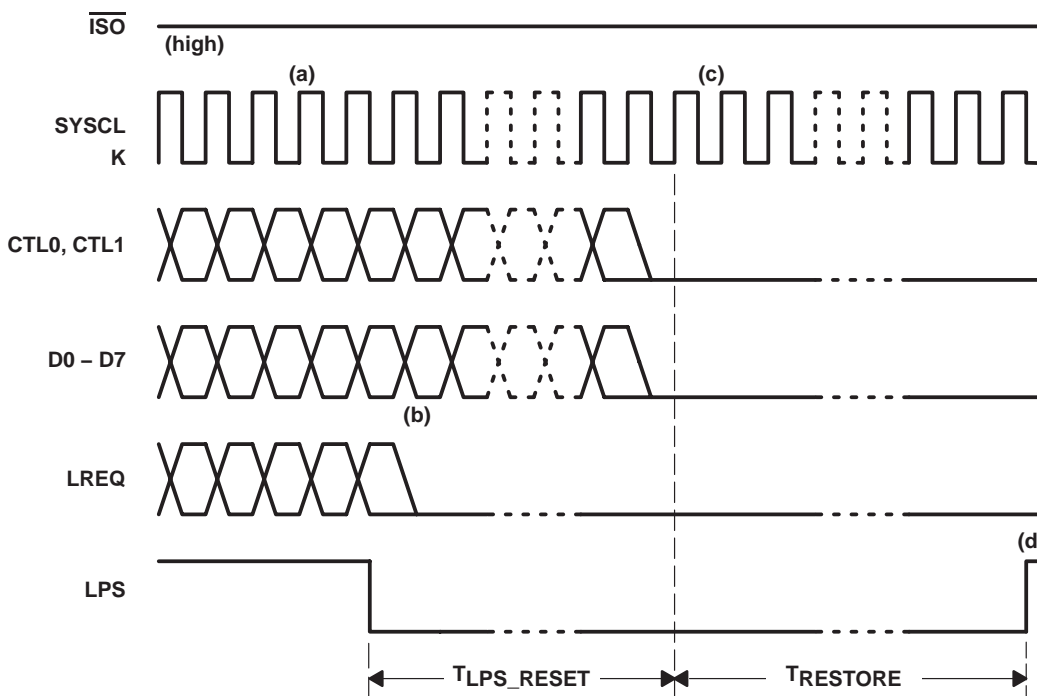 ISO
(high)
(a)
(c)
SYSCL
K
CTL0, CTL1
D0 – D7
(b)
LREQ
(d
LPS
TLPS_RESET
TRESTORE